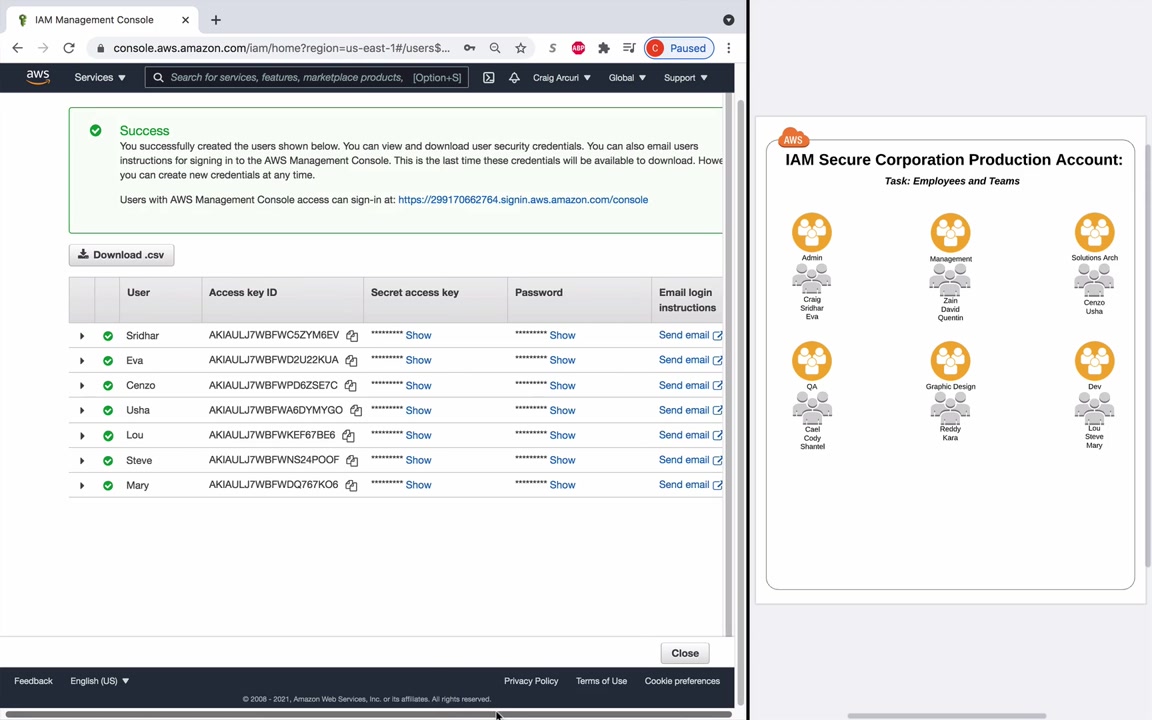 IAM Management Console
console.aws.amazon.com/iam/home?region=us-east-1#/users$...
S
ABP
C
Paused
aws
Services
Search for services, features, marketplace products, [Option+S]
Craig Arcuri
Global
Support
Success
You successfully created the users shown below. You can view and download user security credentials. You can also email users
instructions for signing in to the AWS Management Console. This is the last time these credentials will be available to download. Howe
you can create new credentials at any time.
Users with AWS Management Console access can sign-in at: https://299170662764.signin.aws.amazon.com/console
Download .csv
User Access key ID Secret access key Password Email login
instructions
Sridhar AKIAULJ7WBFWC5ZYM6EV ********* Show ********* Show Send email
Eva AKIAULJ7WBFWD2U22KUA ********* Show ********* Show Send email
Cenzo AKIAULJ7WBFWPD6ZSE7C ********* Show ********* Show Send email
Usha AKIAULJ7WBFWA6DYMYGO ********* Show ********* Show Send email
Lou AKIAULJ7WBFWKEF67BE6 ********* Show ********* Show Send email
Steve AKIAULJ7WBFWNS24POOF ********* Show ********* Show Send email
Mary AKIAULJ7WBFWDQ767KO6 ********* Show ********* Show Send email
Close
Feedback English (US) Privacy Policy Terms of Use Cookie preferences
© 2008 - 2021, Amazon Web Services, Inc. or its affiliates. All rights reserved.
AWS
IAM Secure Corporation Production Account:
Task: Employees and Teams
Admin
Craig
Sridhar
Eva
Management
Zain
David
Quentin
Solutions Arch
Cenzo
Usha
QA
Cael
Cody
Shantel
Graphic Design
Reddy
Kara
Dev
Lou
Steve
Mary